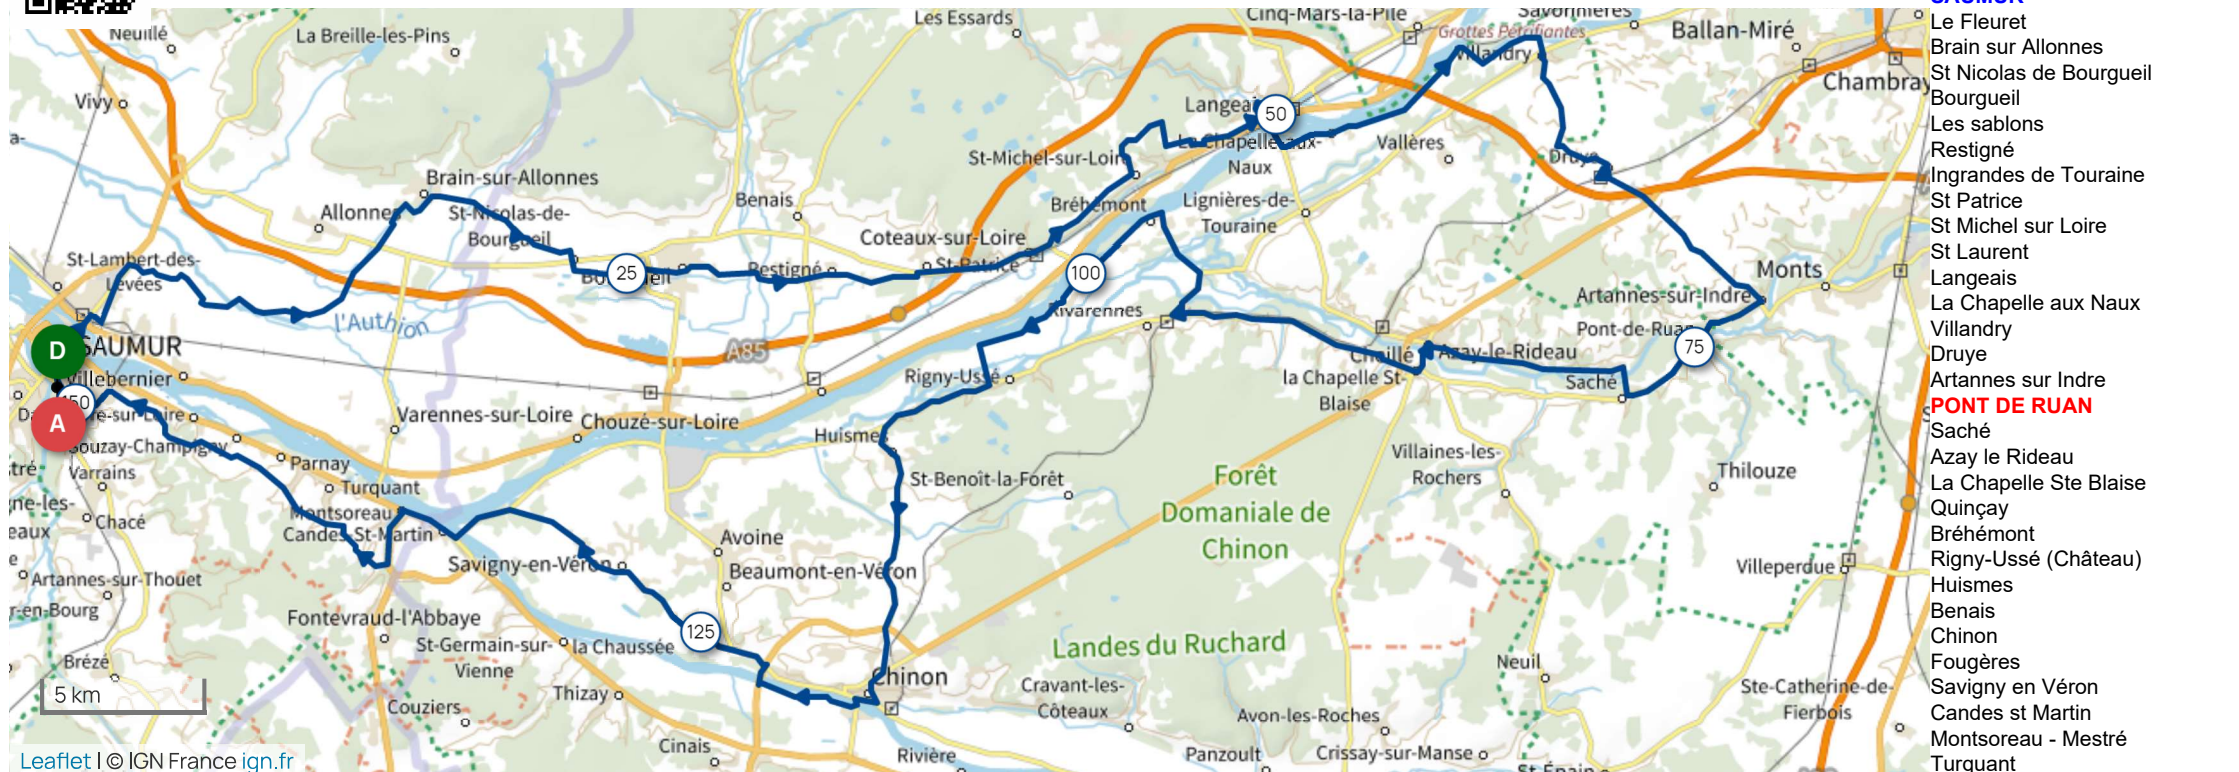 Neuillé
La Breille-les-Pins
Les Essards
Cinq-Mars-la-Pile
Savonnières
Grottes Pétrifiantes
Villandry
Ballan-Miré
Chambray
Vivy
Langeais
50
La Chapelle-aux-
Naux
Vallères
Druye
St-Michel-sur-Loire
Brain-sur-Allonnes
Allonnes
St-Nicolas-de-
Bourgueil
Benais
Bréhémont
Lignières-de-
Touraine
Coteaux-sur-Loire
St-Patrice
St-Lambert-des-
Levées
25
Restigné
100
Rivarennes
Monts
Artannes-sur-Indre
Pont-de-Ruan
75
l'Authion
A85
D
SAUMUR
Villebernier
150
A
Souzay-Champigny
Varrains
Chacé
Parnay
Turquant
Montsoreau
Candes-St-Martin
Varennes-sur-Loire
Chouzé-sur-Loire
Rigny-Ussé
Huismes
Cheillé
Azay-le-Rideau
la Chapelle St-
Blaise
Saché
Villaines-les-
Rochers
Thilouze
St-Benoît-la-Forêt
Forêt
Domaniale de
Chinon
Avoine
Beaumont-en-Véron
Savigny-en-Véron
Villeperdue
Artannes-sur-Thouet
Fontevraud-l'Abbaye
St-Germain-sur-
Vienne
la Chaussée
125
Landes du Ruchard
Brézé
5 km
Couziers
Thizay
Chinon
Cravant-les-
Côteaux
Neuil
Ste-Catherine-de-
Fierbois
Avon-les-Roches
Cinais
Rivière
Panzoult
Crissay-sur-Manse
St-Épain
Leaflet | © IGN France ign.fr
SAUMUR
Le Fleuret
Brain sur Allonnes
St Nicolas de Bourgueil
Bourgueil
Les sablons
Restigné
Ingrandes de Touraine
St Patrice
St Michel sur Loire
St Laurent
Langeais
La Chapelle aux Naux
Villandry
Druye
Artannes sur Indre
PONT DE RUAN
Saché
Azay le Rideau
La Chapelle Ste Blaise
Quinçay
Bréhémont
Rigny-Ussé (Château)
Huismes
Benais
Chinon
Fougères
Savigny en Véron
Candes st Martin
Montsoreau - Mestré
Turquant